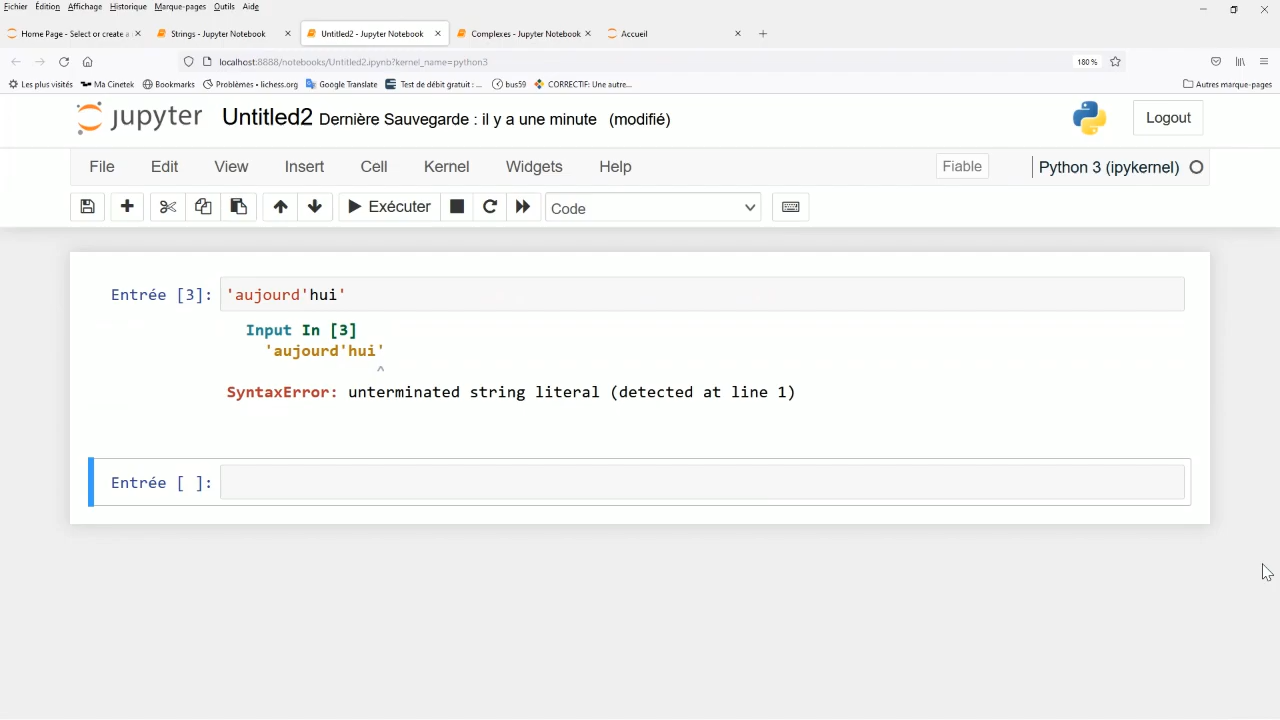 Fichier Édition Affichage Historique Marque-pages Outils Aide
Home Page - Select or create a Strings - Jupyter Notebook Untitled2 - Jupyter Notebook Complexes - Jupyter Notebook Accueil
localhost:8888/notebooks/Untitled2.ipynb?kernel_name=python3 180 %
Les plus visités Ma Cinetek Bookmarks Problèmes • lichess.org Google Translate Test de débit gratuit : ... bus59 CORRECTIF: Une autre... Autres marque-pages
jupyter Untitled2 Dernière Sauvegarde : il y a une minute (modifié) Logout
File Edit View Insert Cell Kernel Widgets Help Fiable Python 3 (ipykernel)
Exécuter Code
Entrée [3]: 'aujourd'hui'
Input In [3]
'aujourd'hui'
^
SyntaxError: unterminated string literal (detected at line 1)
Entrée [ ]: